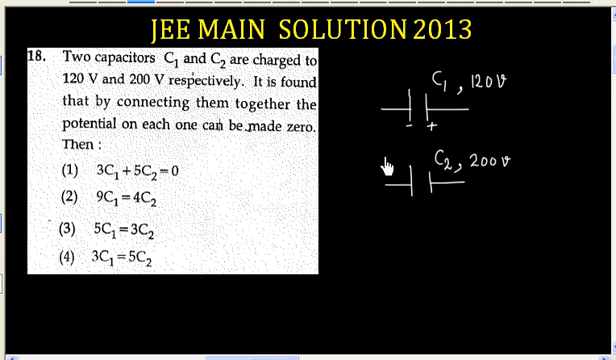 JEE MAIN SOLUTION 2013
18. Two capacitors C₁ and C₂ are charged to
120 V and 200 V respectively. It is found
that by connecting them together the
potential on each one can be made zero.
Then :
(1) 3C₁+5C₂=0
(2) 9C₁=4C₂
(3) 5C₁=3C₂
(4) 3C₁=5C₂
C₁, 120 V
- +
C₂, 200 V